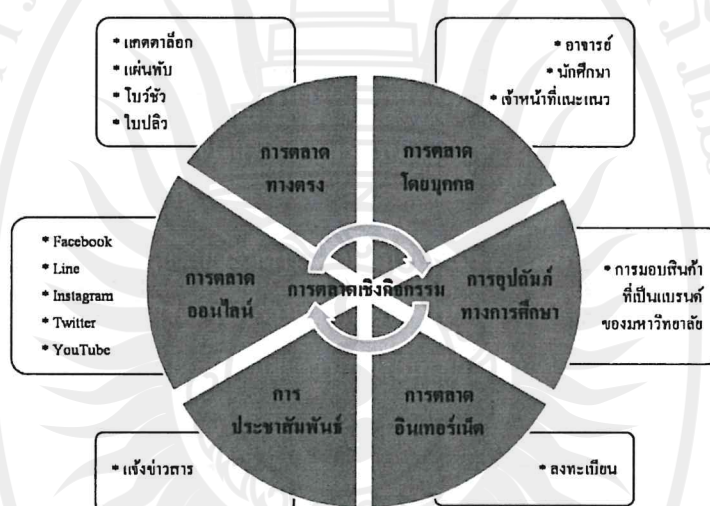 * แคตตาล็อก
* แผ่นพับ
* โบว์ชัว
* ใบปลิว
* อาจารย์
* นักศึกษา
* เจ้าหน้าที่แนะแนว
การตลาด
ทางตรง
การตลาด
โดยบุคคล
* Facebook
* Line
* Instagram
* Twitter
* YouTube
การตลาด
ออนไลน์
การตลาดเชิงกิจกรรม
การอุปถัมภ์
ทางการศึกษา
* การมอบสินค้า
ที่เป็นแบรนด์
ของมหาวิทยาลัย
การ
ประชาสัมพันธ์
การตลาด
อินเทอร์เน็ต
* แจ้งข่าวสาร
* ลงทะเบียน